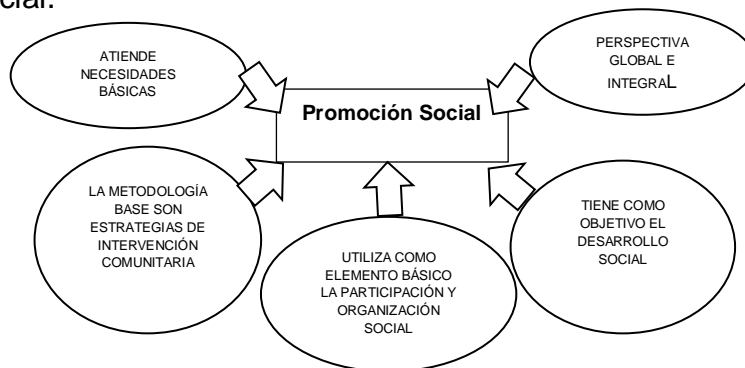 cial.
ATIENDE
NECESIDADES
BÁSICAS
PERSPECTIVA
GLOBAL E
INTEGRAL
Promoción Social
LA METODOLOGÍA
BASE SON
ESTRATEGIAS DE
INTERVENCIÓN
COMUNITARIA
UTILIZA COMO
ELEMENTO BÁSICO
LA PARTICIPACIÓN Y
ORGANIZACIÓN
SOCIAL
TIENE COMO
OBJETIVO EL
DESARROLLO
SOCIAL